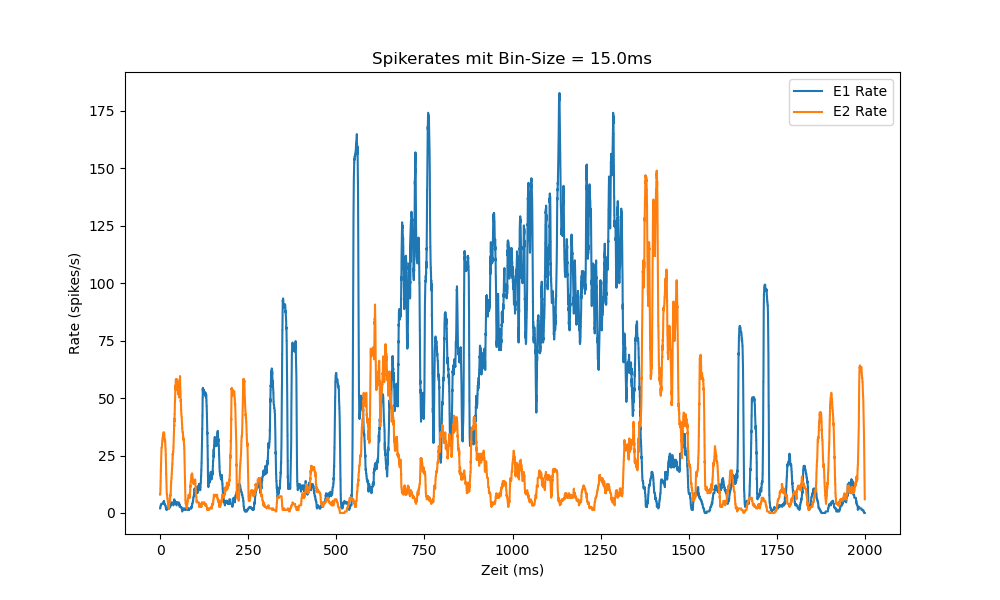 Spikerates mit Bin-Size = 15.0ms
E1 Rate
E2 Rate
175
150
125
100
75
50
25
0
Rate (spikes/s)
0 250 500 750 1000 1250 1500 1750 2000
Zeit (ms)